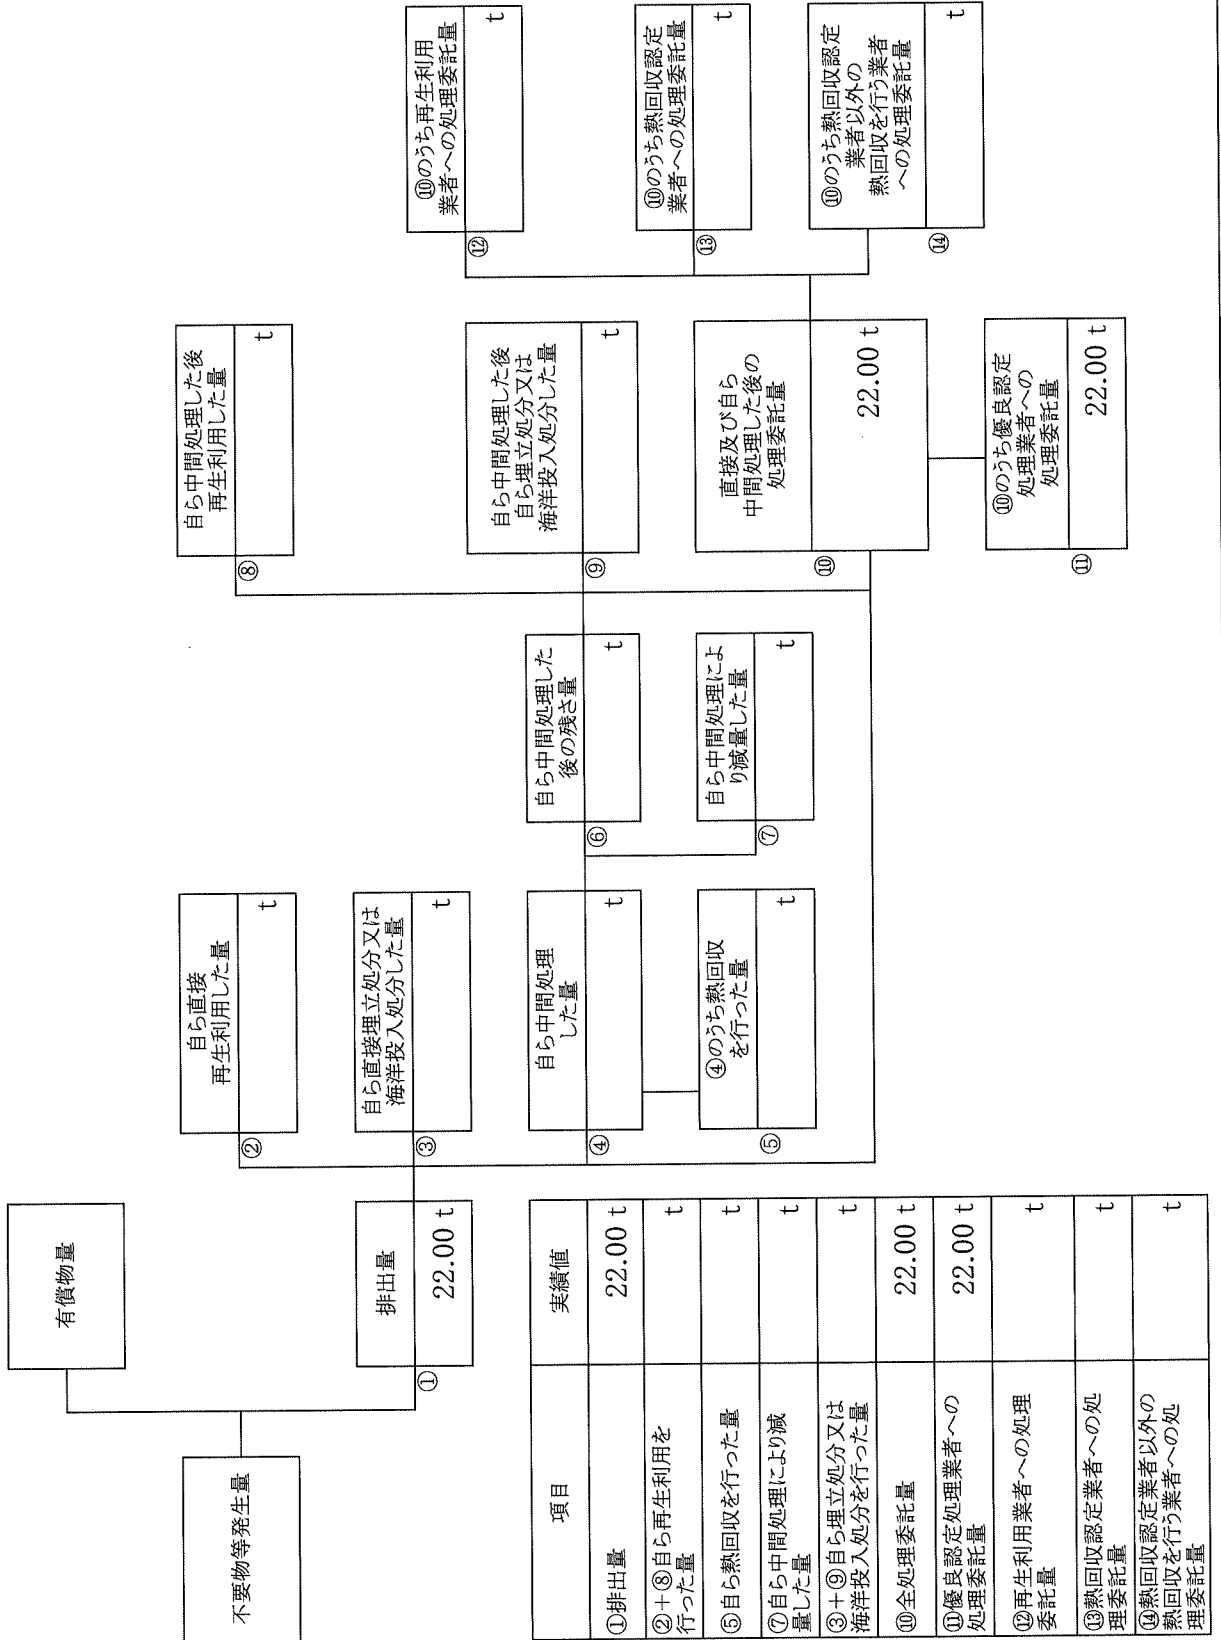 不要物等発生量
有償物量
①
排出量
22.00 t
②
自ら直接
再生利用した量
t
③
自ら直接埋立処分又は
海洋投入処分した量
t
④
自ら中間処理
した量
t
⑤
④のうち熱回収
を行った量
t
⑥
自ら中間処理した
後の残さ量
t
⑦
自ら中間処理によ
り減量した量
t
⑧
自ら中間処理した後
再生利用した量
t
⑨
自ら中間処理した後
自ら埋立処分又は
海洋投入処分した量
t
⑩
直接及び自ら
中間処理した後の
処理委託量
22.00 t
⑪
⑩のうち優良認定
処理業者への
処理委託量
22.00 t
⑫
⑩のうち再生利用
業者への処理委託量
t
⑬
⑩のうち熱回収認定
業者への処理委託量
t
⑭
⑩のうち熱回収認定
業者以外の
熱回収を行う業者
への処理委託量
t
項目
実績値
①排出量
22.00 t
②+⑧自ら再生利用を
行った量
t
⑤自ら熱回収を行った量
t
⑦自ら中間処理により減
量した量
t
③+⑨自ら埋立処分又は
海洋投入処分を行った量
t
⑩全処理委託量
22.00 t
⑪優良認定処理業者への
処理委託量
22.00 t
⑫再生利用業者への処理
委託量
t
⑬熱回収認定業者への処
理委託量
t
⑭熱回収認定業者以外の
熱回収を行う業者への処
理委託量
t